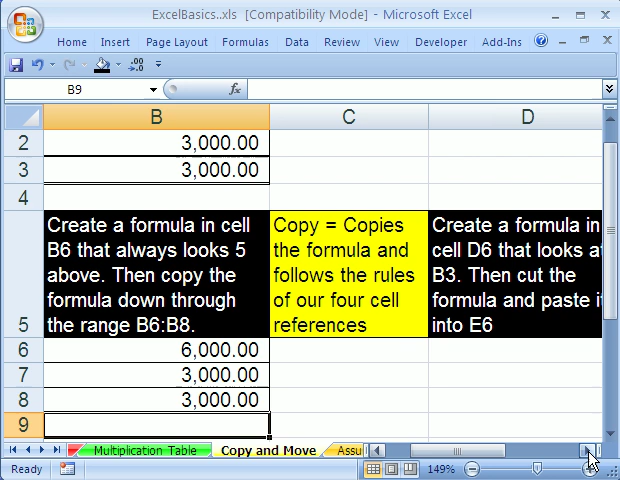 ExcelBasics..xls [Compatibility Mode] - Microsoft Excel
Home Insert Page Layout Formulas Data Review View Developer Add-Ins
B9 fx
B C D
2 3,000.00
3 3,000.00
4
Create a formula in cell
B6 that always looks 5
above. Then copy the
formula down through
5 the range B6:B8.
Copy = Copies
the formula and
follows the rules
of our four cell
references
Create a formula in
cell D6 that looks at
B3. Then cut the
formula and paste it
into E6
6 6,000.00
7 3,000.00
8 3,000.00
9
Multiplication Table Copy and Move Assu
Ready 149%